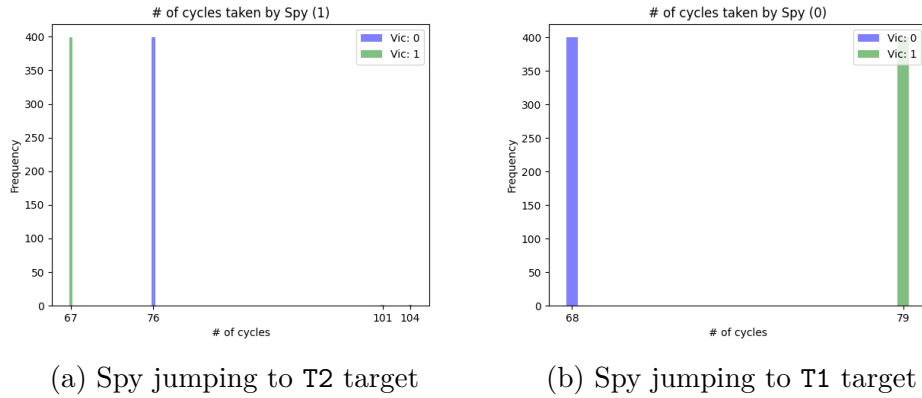 # of cycles taken by Spy (1)
Vic: 0
Vic: 1
400
350
300
250
200
150
100
50
0
Frequency
67 76 101 104
# of cycles
(a) Spy jumping to T2 target
# of cycles taken by Spy (0)
Vic: 0
Vic: 1
400
350
300
250
200
150
100
50
0
Frequency
68 79
# of cycles
(b) Spy jumping to T1 target